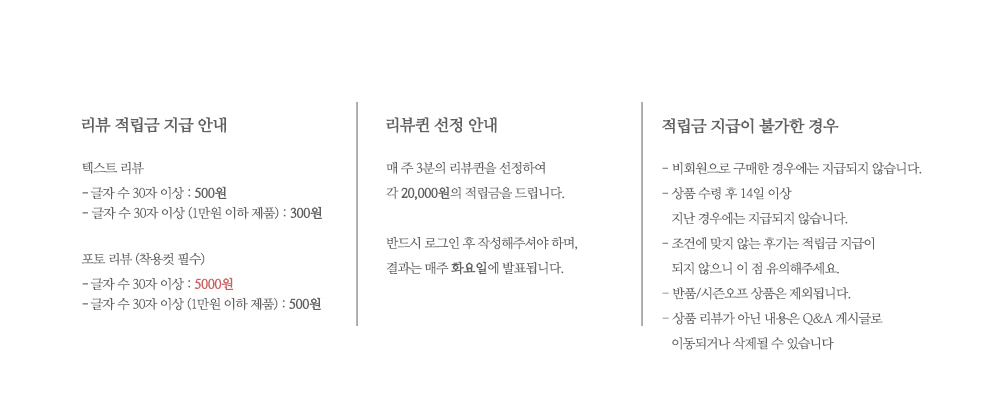 리뷰 적립금 지급 안내
텍스트 리뷰
- 글자 수 30자 이상 : 500원
- 글자 수 30자 이상 (1만원 이하 제품) : 300원
포토 리뷰 (착용컷 필수)
- 글자 수 30자 이상 : 5000원
- 글자 수 30자 이상 (1만원 이하 제품) : 500원
리뷰퀸 선정 안내
매 주 3분의 리뷰퀸을 선정하여
각 20,000원의 적립금을 드립니다.
반드시 로그인 후 작성해주셔야 하며,
결과는 매주 화요일에 발표됩니다.
적립금 지급이 불가한 경우
- 비회원으로 구매한 경우에는 지급되지 않습니다.
- 상품 수령 후 14일 이상
지난 경우에는 지급되지 않습니다.
- 조건에 맞지 않는 후기는 적립금 지급이
되지 않으니 이 점 유의해주세요.
- 반품/시즌오프 상품은 제외됩니다.
- 상품 리뷰가 아닌 내용은 Q&A 게시글로
이동되거나 삭제될 수 있습니다